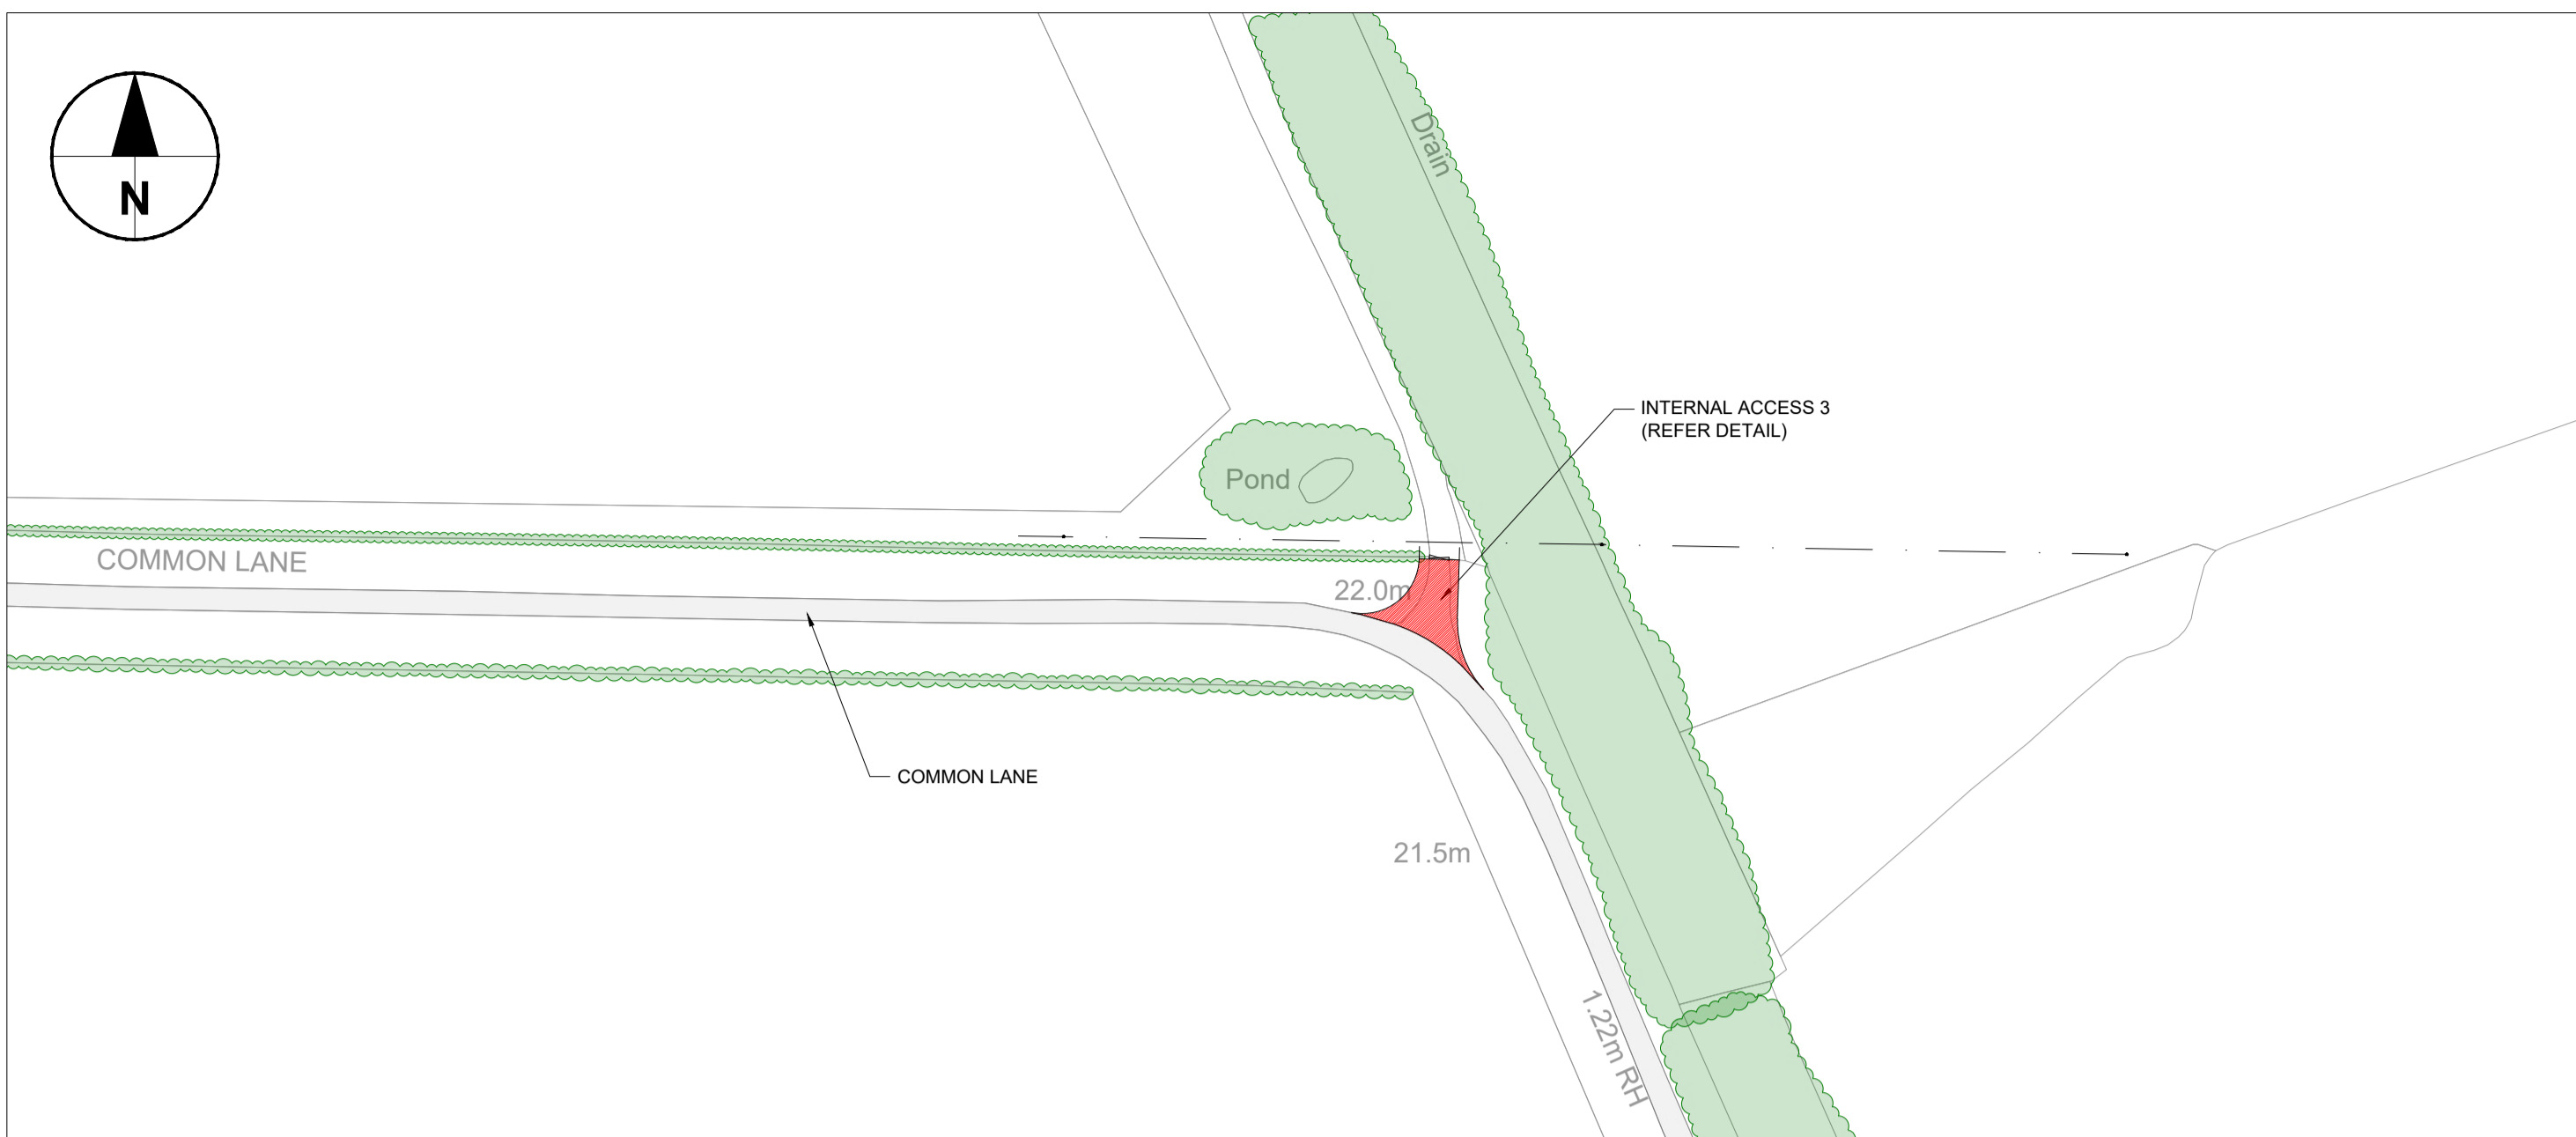 N
Drain
INTERNAL ACCESS 3
(REFER DETAIL)
Pond
COMMON LANE
22.0m
COMMON LANE
21.5m
1.22m RH